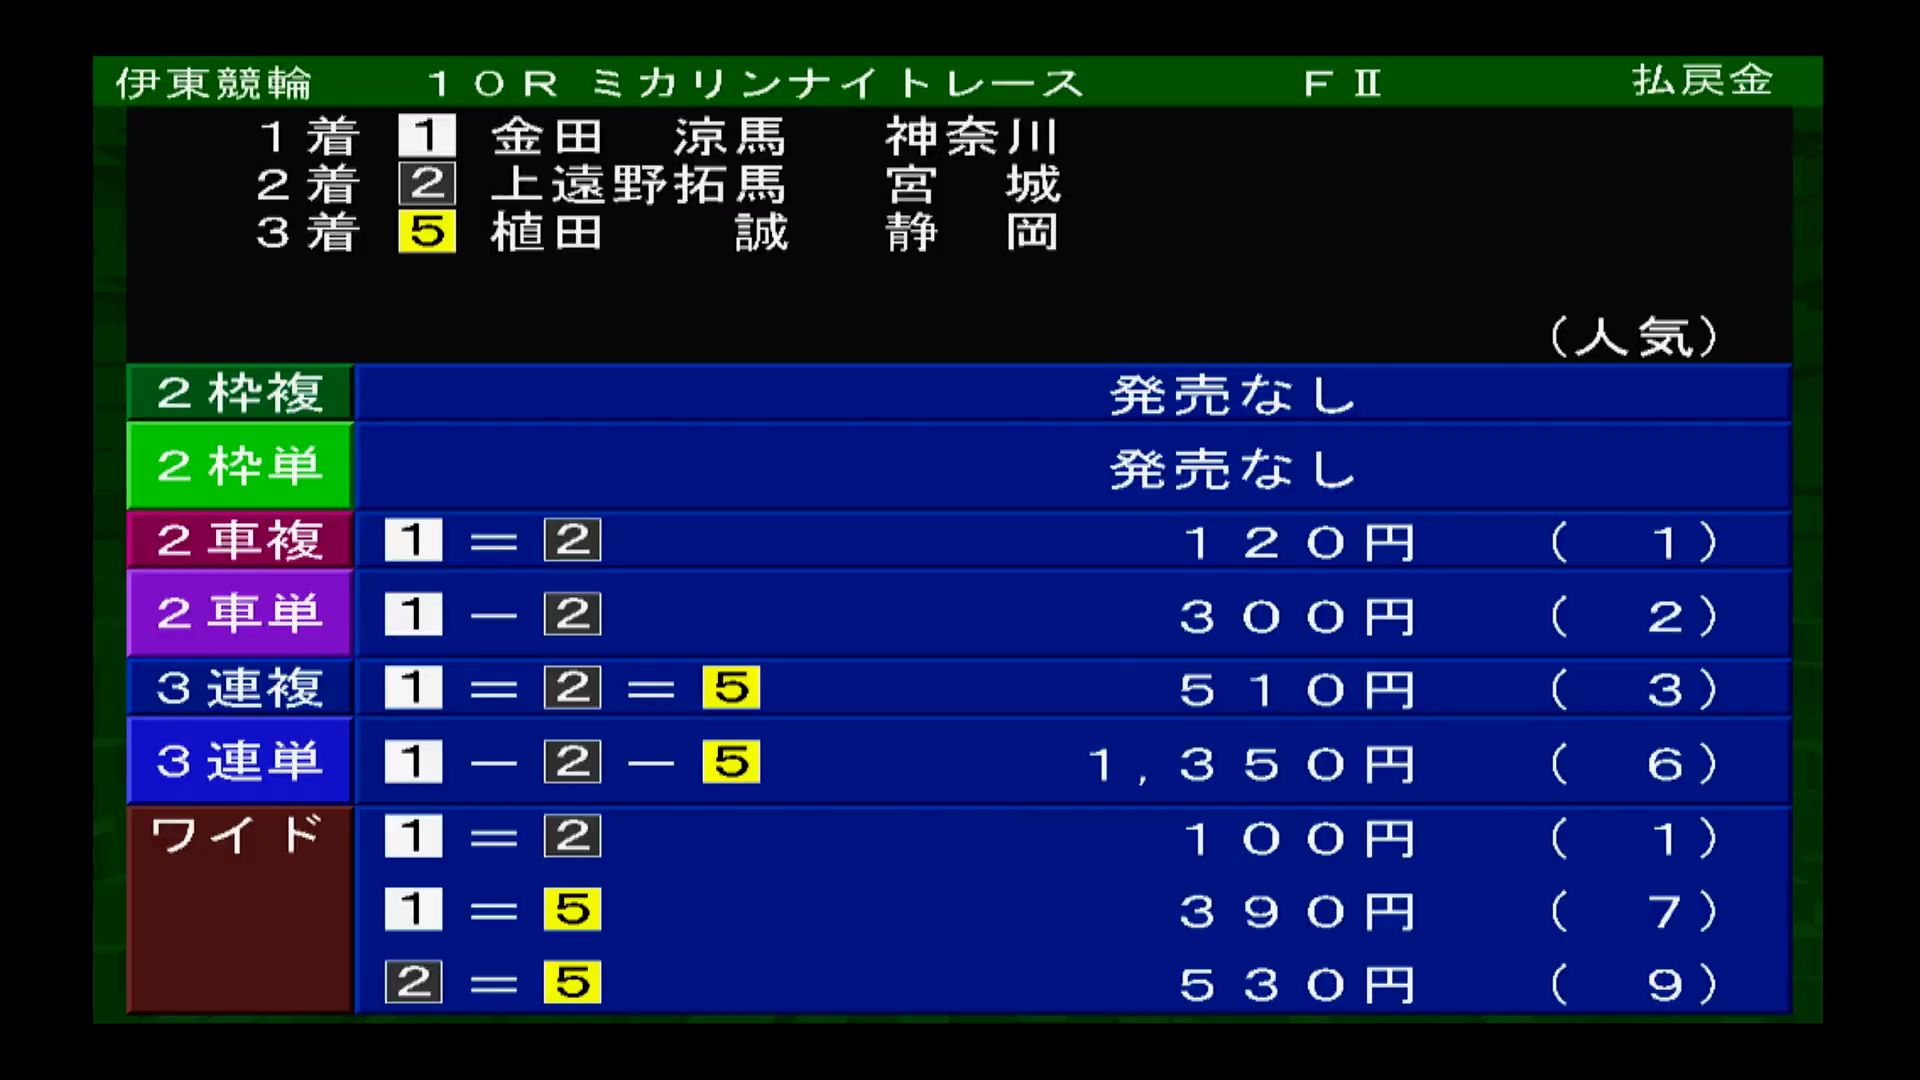 伊東競輪 10R ミカリンナイトレース FⅡ 払戻金
1着 1 金田 涼馬 神奈川
2着 2 上遠野拓馬 宮 城
3着 5 植田 誠 静 岡
(人気)
2枠複 発売なし
2枠単 発売なし
2車複 1=2 120円 (1)
2車単 1-2 300円 (2)
3連複 1=2=5 510円 (3)
3連単 1-2-5 1,350円 (6)
ワイド 1=2 100円 (1)
1=5 390円 (7)
2=5 530円 (9)